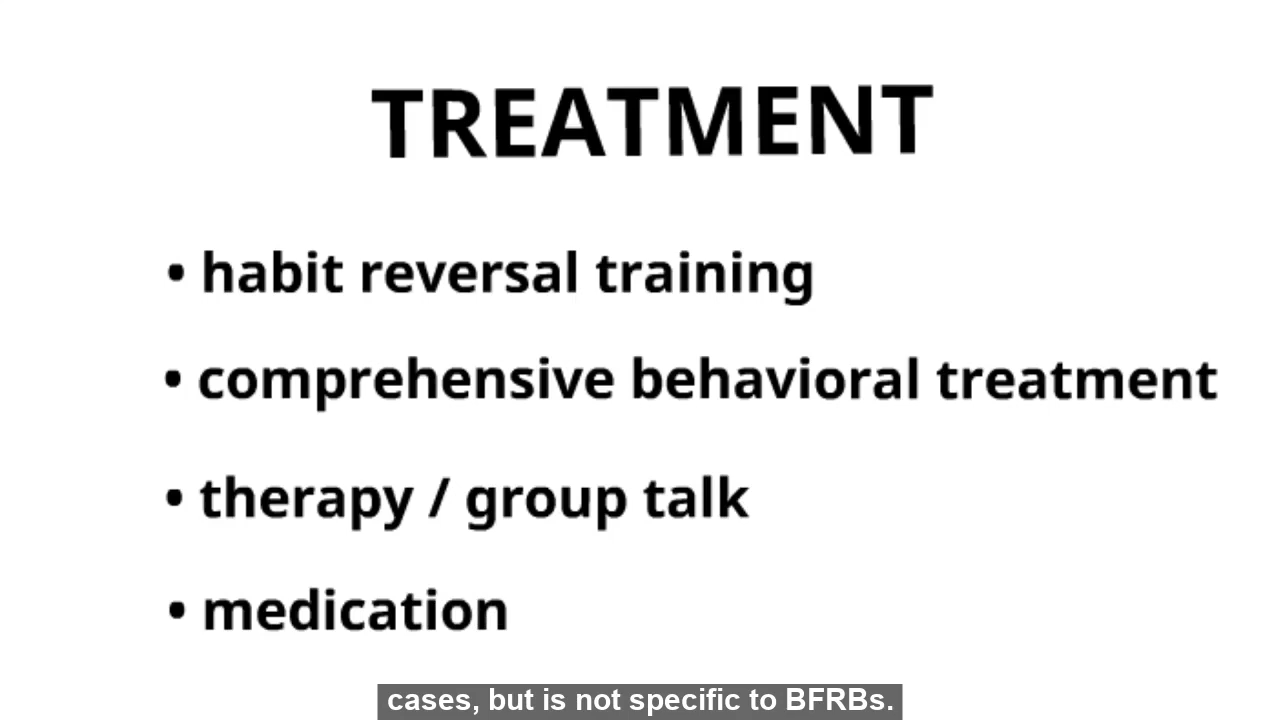 TREATMENT
• habit reversal training
• comprehensive behavioral treatment
• therapy / group talk
• medication
cases, but is not specific to BFRBs.